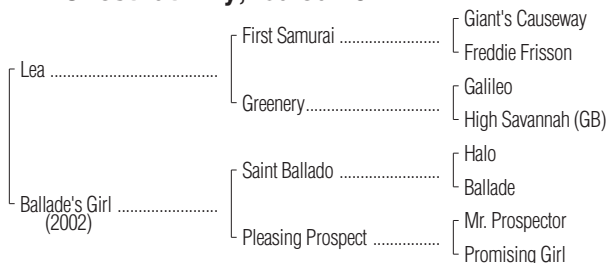 Giant's Causeway
First Samurai
Freddie Frisson
Lea
Galileo
Greenery
High Savannah (GB)
Halo
Saint Ballado
Ballade
Ballade's Girl
(2002)
Mr. Prospector
Pleasing Prospect
Promising Girl